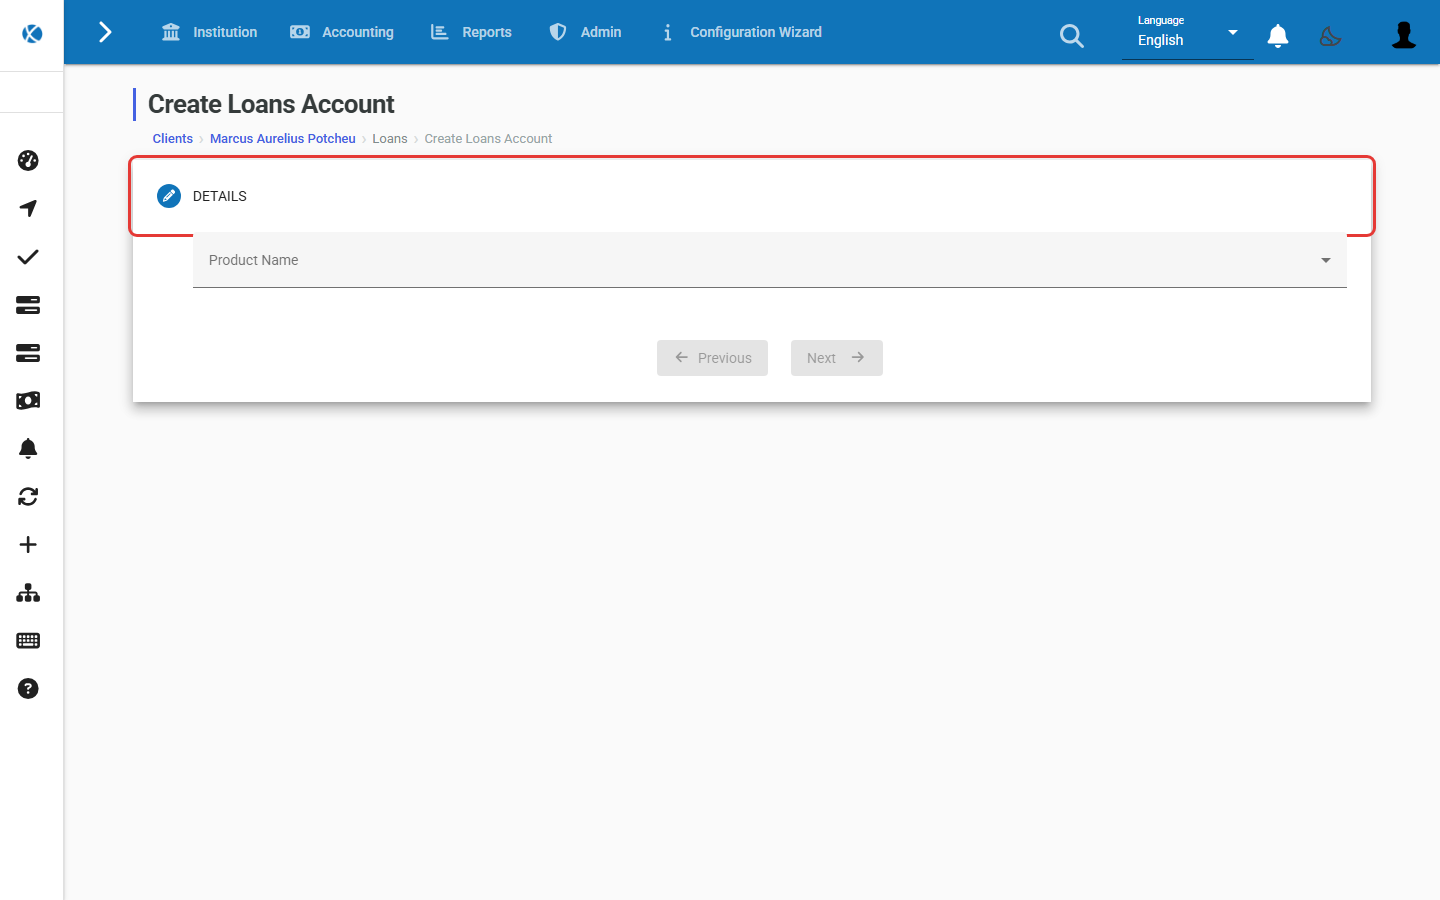 Institution
Accounting
Reports
Admin
Configuration Wizard
Language
English
Create Loans Account
Clients › Marcus Aurelius Potcheu › Loans › Create Loans Account
DETAILS
Product Name
Previous
Next